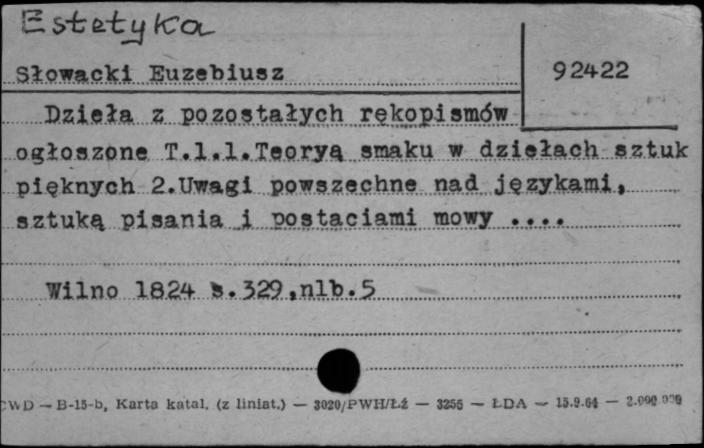 Estetyka
Słowacki Euzebiusz
92422
Dzieła z pozostałych rękopismów
ogłoszone T.1.1.Teoryą smaku w dziełach sztuk
pięknych 2.Uwagi powszechne nad językami,
sztuką pisania i postaciami mowy ....
Wilno 1824 s.329,nlb.5
WD — B-15-b, Karta katal. (z liniat.) — 3020/PWH/Łź — 3256 — ŁDA — 15.9.64 — 2.000.000